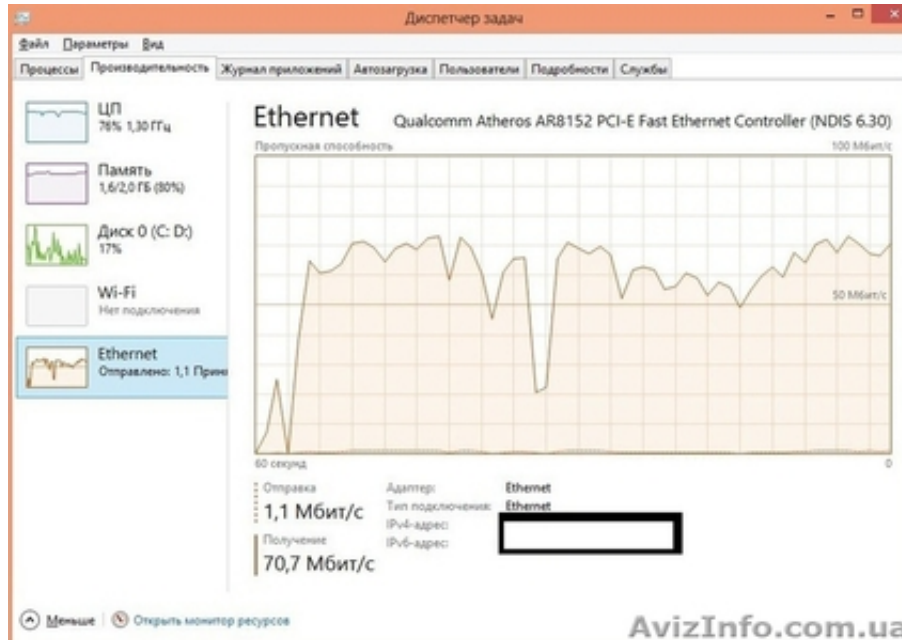 Диспетчер задач
Файл Параметры Вид
Процессы Производительность Журнал приложений Автозагрузка Пользователи Подробности Службы
ЦП
76% 1,30 ГГц
Память
1,6/2,0 ГБ (80%)
Диск 0 (C: D:)
17%
Wi-Fi
Нет подключения
Ethernet
Отправлено: 1,1 Прин
Ethernet Qualcomm Atheros AR8152 PCI-E Fast Ethernet Controller (NDIS 6.30)
Пропускная способность 100 Мбит/с
50 Мбит/с
60 секунд 0
Отправка
1,1 Мбит/с
Получение
70,7 Мбит/с
Адаптер: Ethernet
Тип подключения: Ethernet
IPv4-адрес:
IPv6-адрес:
Меньше Открыть монитор ресурсов
AvizInfo.com.ua